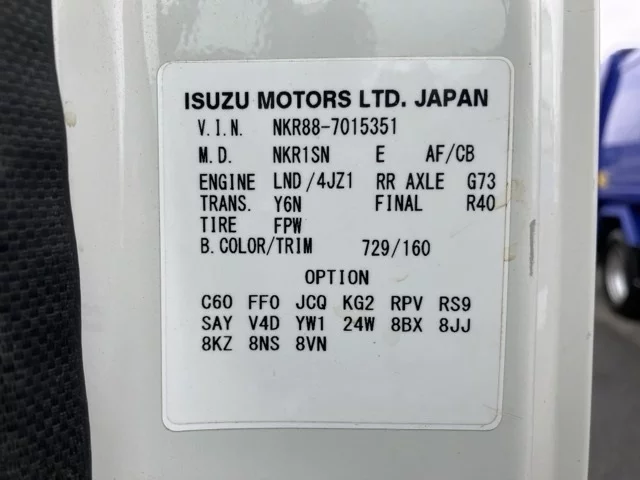 ISUZU MOTORS LTD. JAPAN
V.I.N. NKR88-7015351
M.D. NKR1SN E AF/CB
ENGINE LND/4JZ1 RR AXLE G73
TRANS. Y6N FINAL R40
TIRE FPW
B.COLOR/TRIM 729/160
OPTION
C60 FF0 JCQ KG2 RPV RS9
SAY V4D YW1 24W 8BX 8JJ
8KZ 8NS 8VN